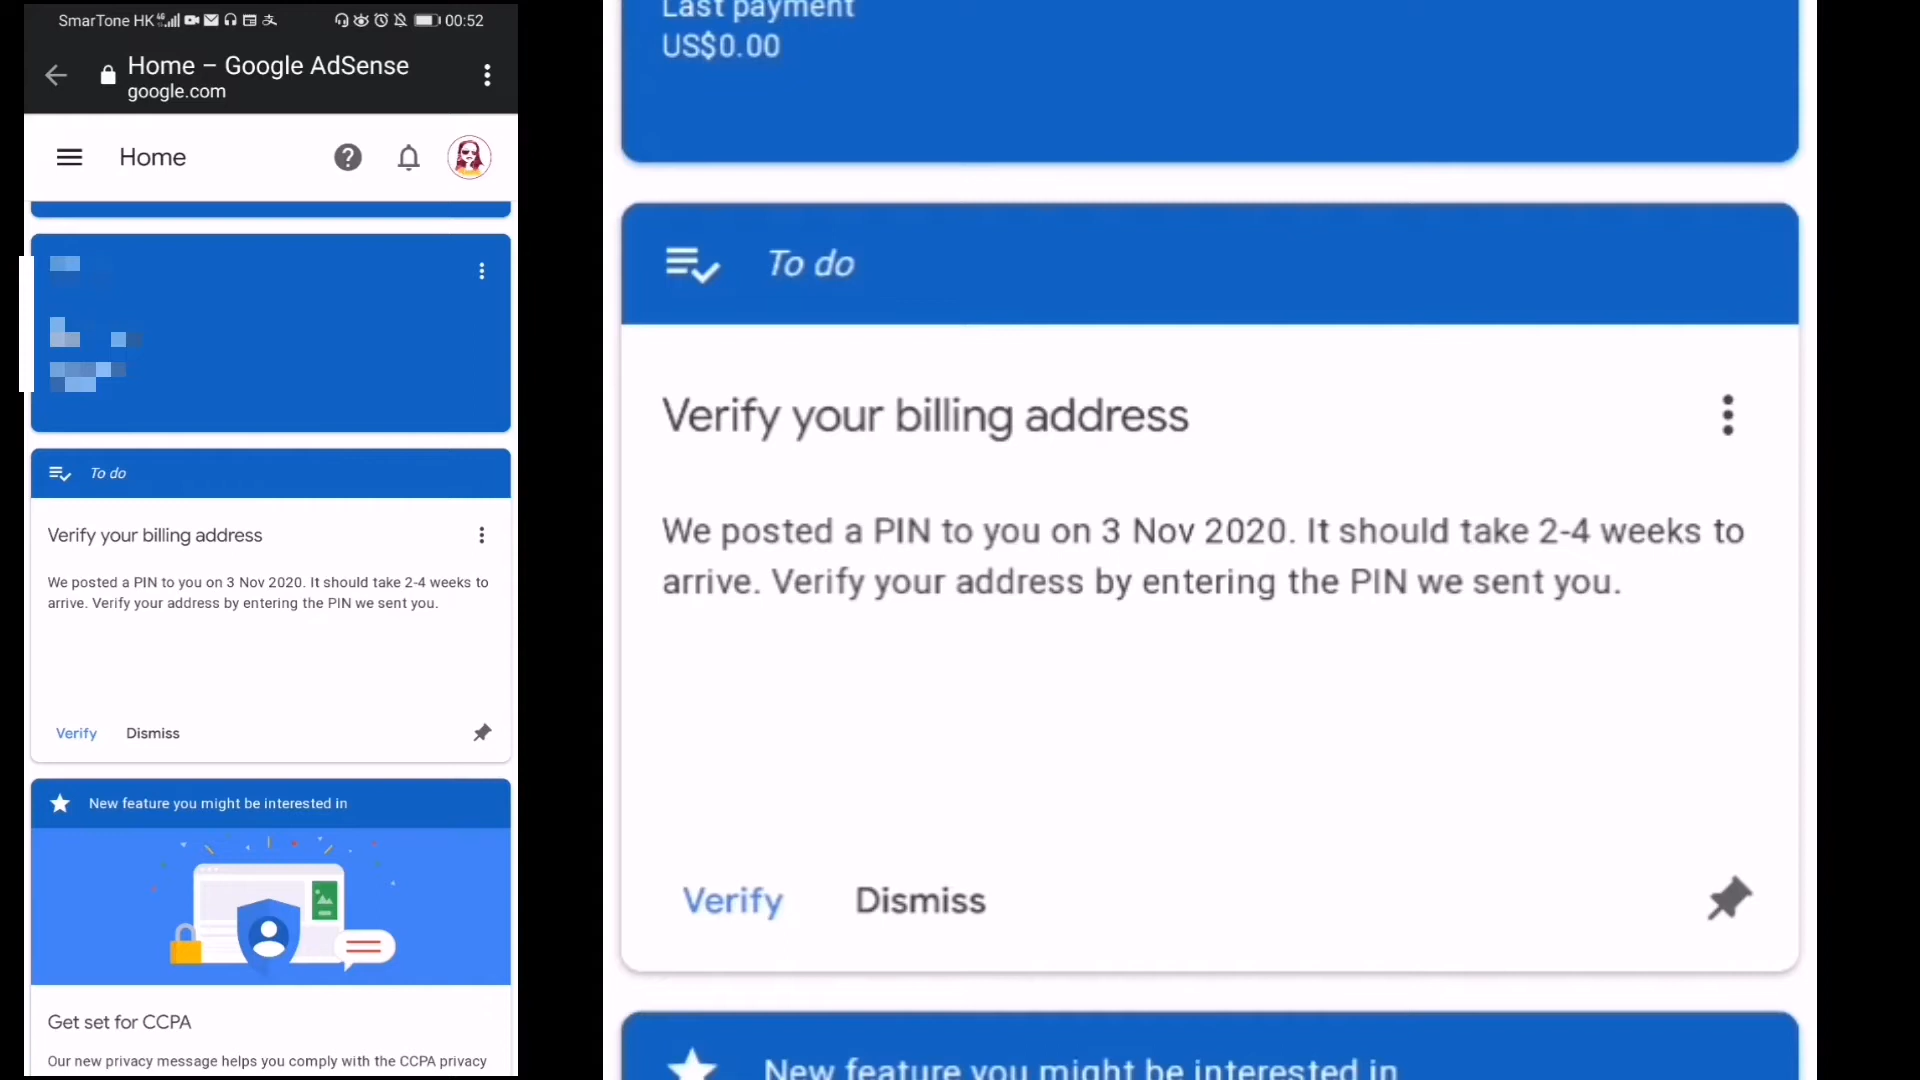 SmarTone HK 4G 00:52
Home – Google AdSense
google.com
Home
To do
Verify your billing address
We posted a PIN to you on 3 Nov 2020. It should take 2-4 weeks to
arrive. Verify your address by entering the PIN we sent you.
Verify Dismiss
New feature you might be interested in
Get set for CCPA
Our new privacy message helps you comply with the CCPA privacy
Last payment
US$0.00
To do
Verify your billing address
We posted a PIN to you on 3 Nov 2020. It should take 2-4 weeks to
arrive. Verify your address by entering the PIN we sent you.
Verify Dismiss
New feature you might be interested in